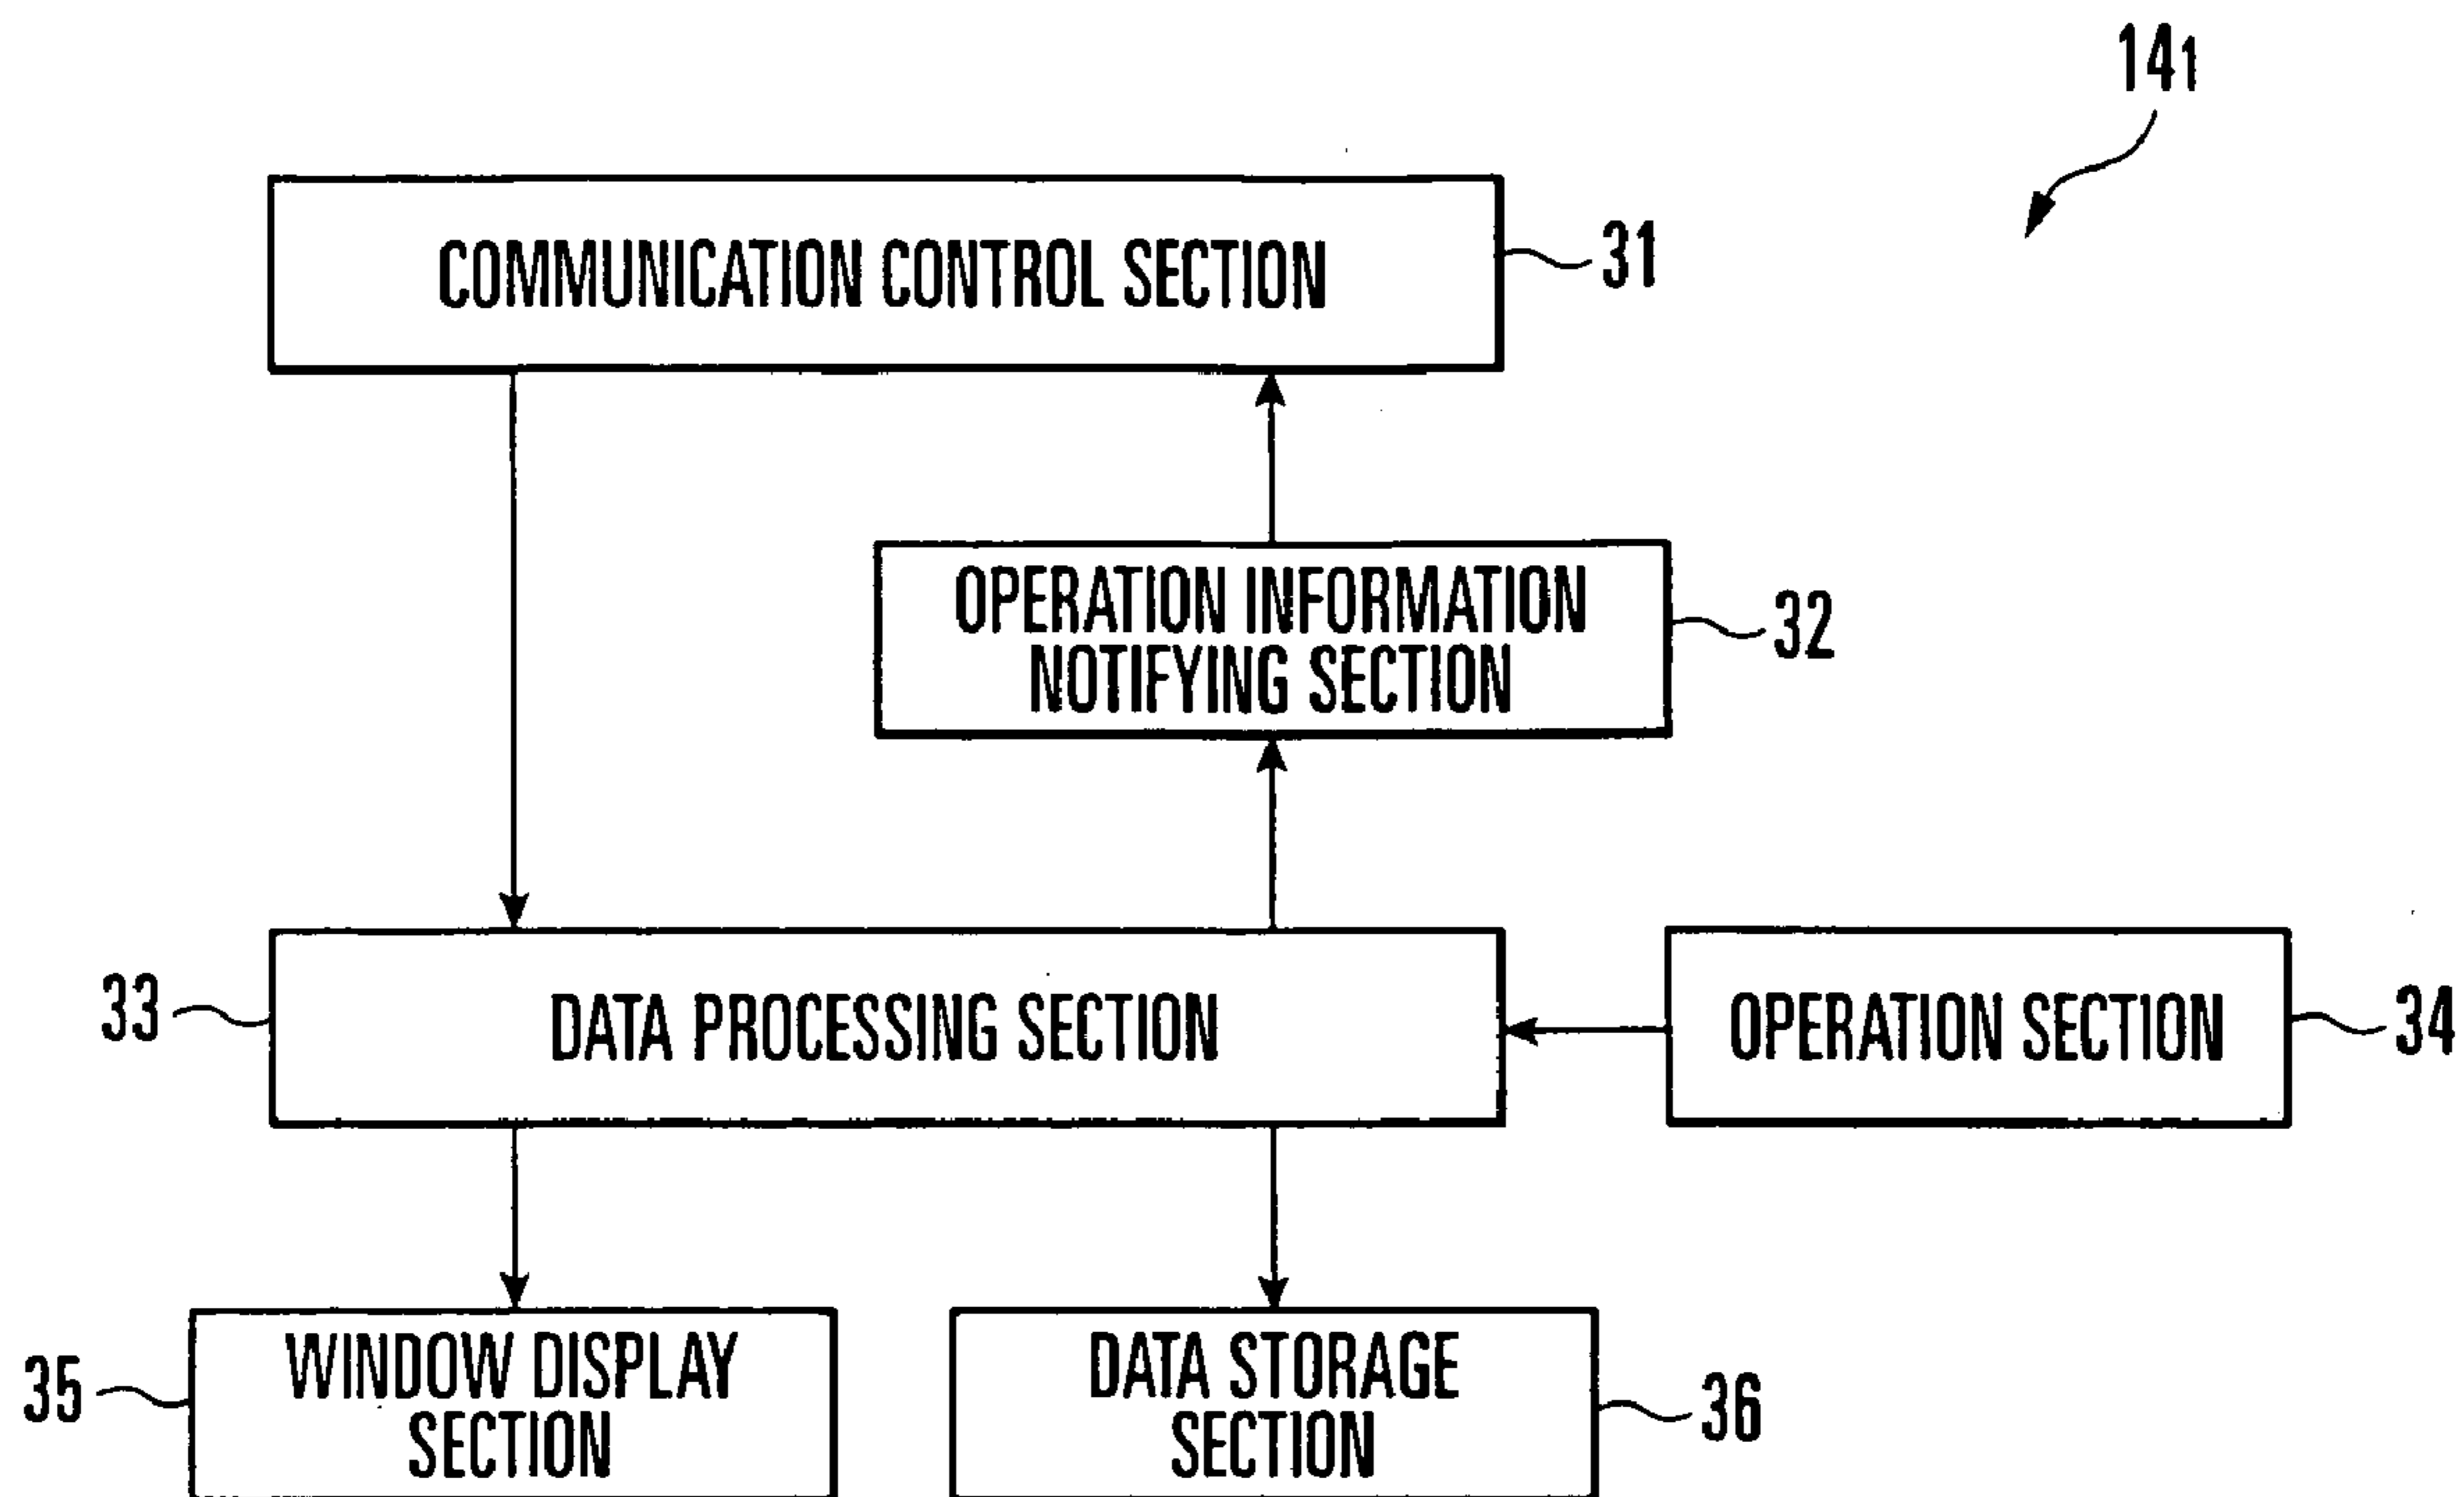 14₁
COMMUNICATION CONTROL SECTION
31
OPERATION INFORMATION
NOTIFYING SECTION
32
33
DATA PROCESSING SECTION
OPERATION SECTION
34
35
WINDOW DISPLAY
SECTION
DATA STORAGE
SECTION
36